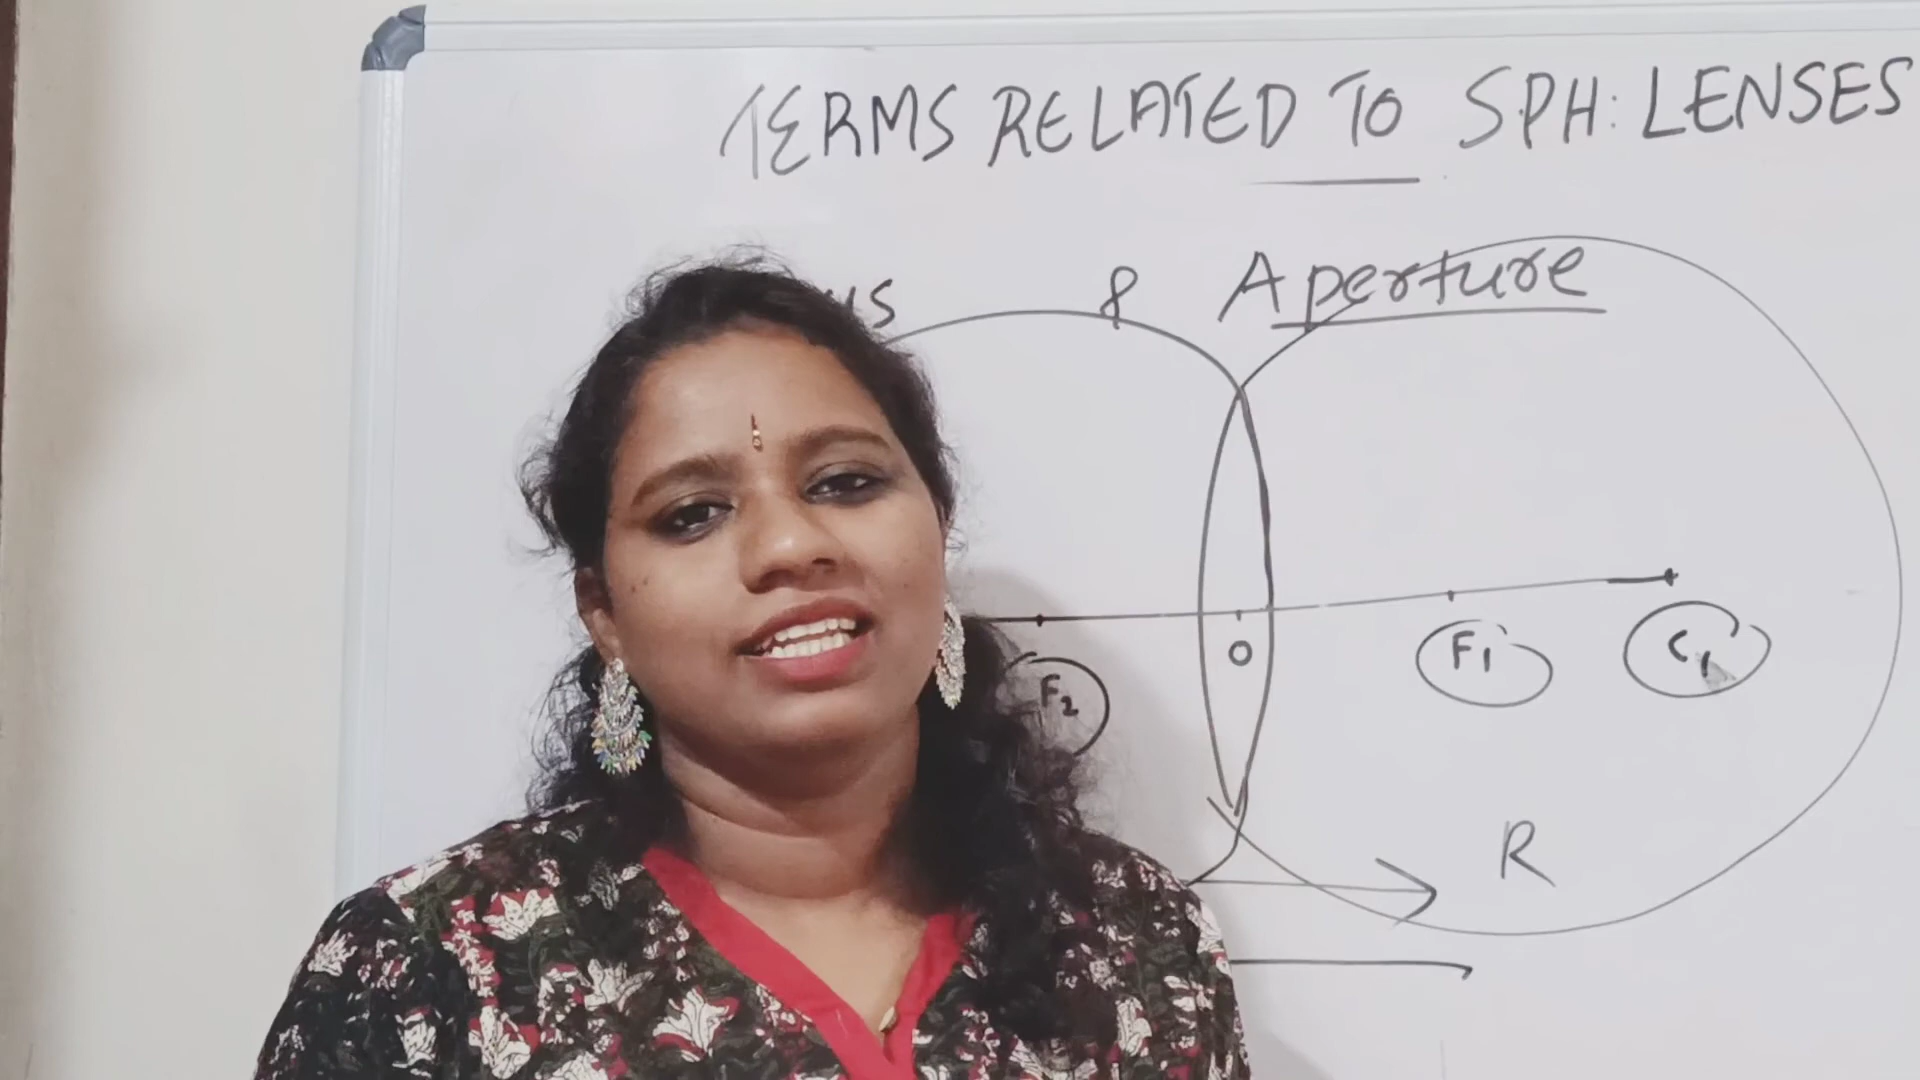 TERMS RELATED TO SPH: LENSES
& Aperture
F₂ O F₁ C₁
R